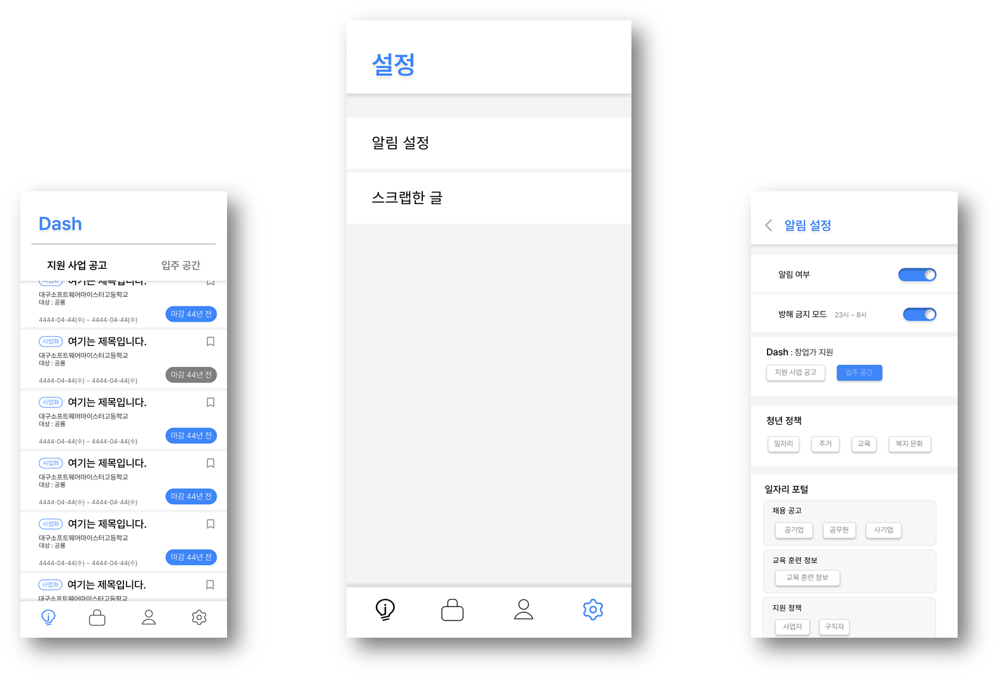 Dash
지원 사업 공고
입주 공간
사업화 여기는 제목입니다.
대구소프트웨어마이스터고등학교
대상 : 공룡
마감 44년 전
4444-04-44(수) ~ 4444-04-44(수)
사업화 여기는 제목입니다.
대구소프트웨어마이스터고등학교
대상 : 공룡
마감 44년 전
4444-04-44(수) ~ 4444-04-44(수)
사업화 여기는 제목입니다.
대구소프트웨어마이스터고등학교
대상 : 공룡
마감 44년 전
4444-04-44(수) ~ 4444-04-44(수)
사업화 여기는 제목입니다.
대구소프트웨어마이스터고등학교
대상 : 공룡
마감 44년 전
4444-04-44(수) ~ 4444-04-44(수)
사업화 여기는 제목입니다.
대구소프트웨어마이스터고등학교
대상 : 공룡
마감 44년 전
4444-04-44(수) ~ 4444-04-44(수)
사업화 여기는 제목입니다.
대구소프트웨어마이스터고등학교
설정
알림 설정
스크랩한 글
알림 설정
알림 여부
방해 금지 모드 23시 ~ 8시
Dash : 창업가 지원
지원 사업 공고 입주 공간
청년 정책
일자리 주거 교육 복지 문화
일자리 포털
채용 공고
공기업 공무원 사기업
교육 훈련 정보
교육 훈련 정보
지원 정책
사업자 구직자